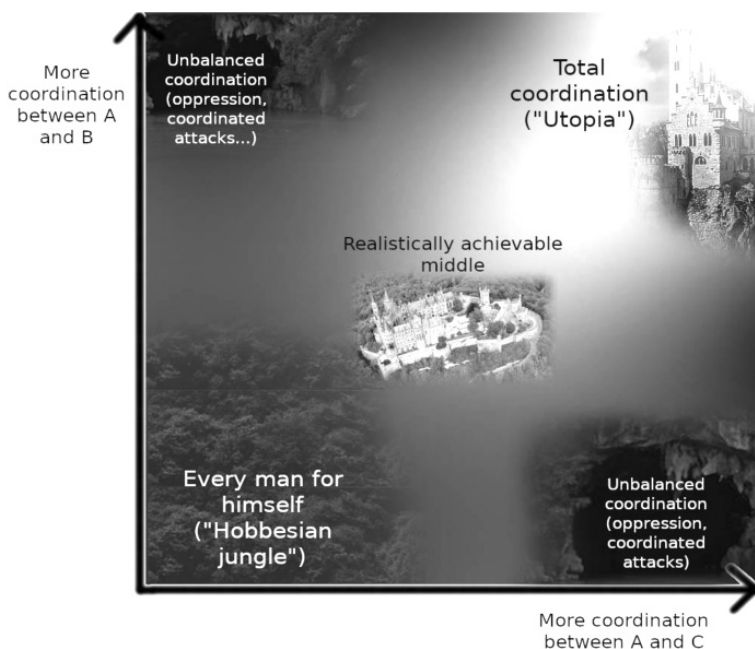 More
coordination
between A
and B
Unbalanced
coordination
(oppression,
coordinated
attacks...)
Total
coordination
("Utopia")
Realistically achievable
middle
Every man for
himself
("Hobbesian
jungle")
Unbalanced
coordination
(oppression,
coordinated
attacks)
More coordination
between A and C